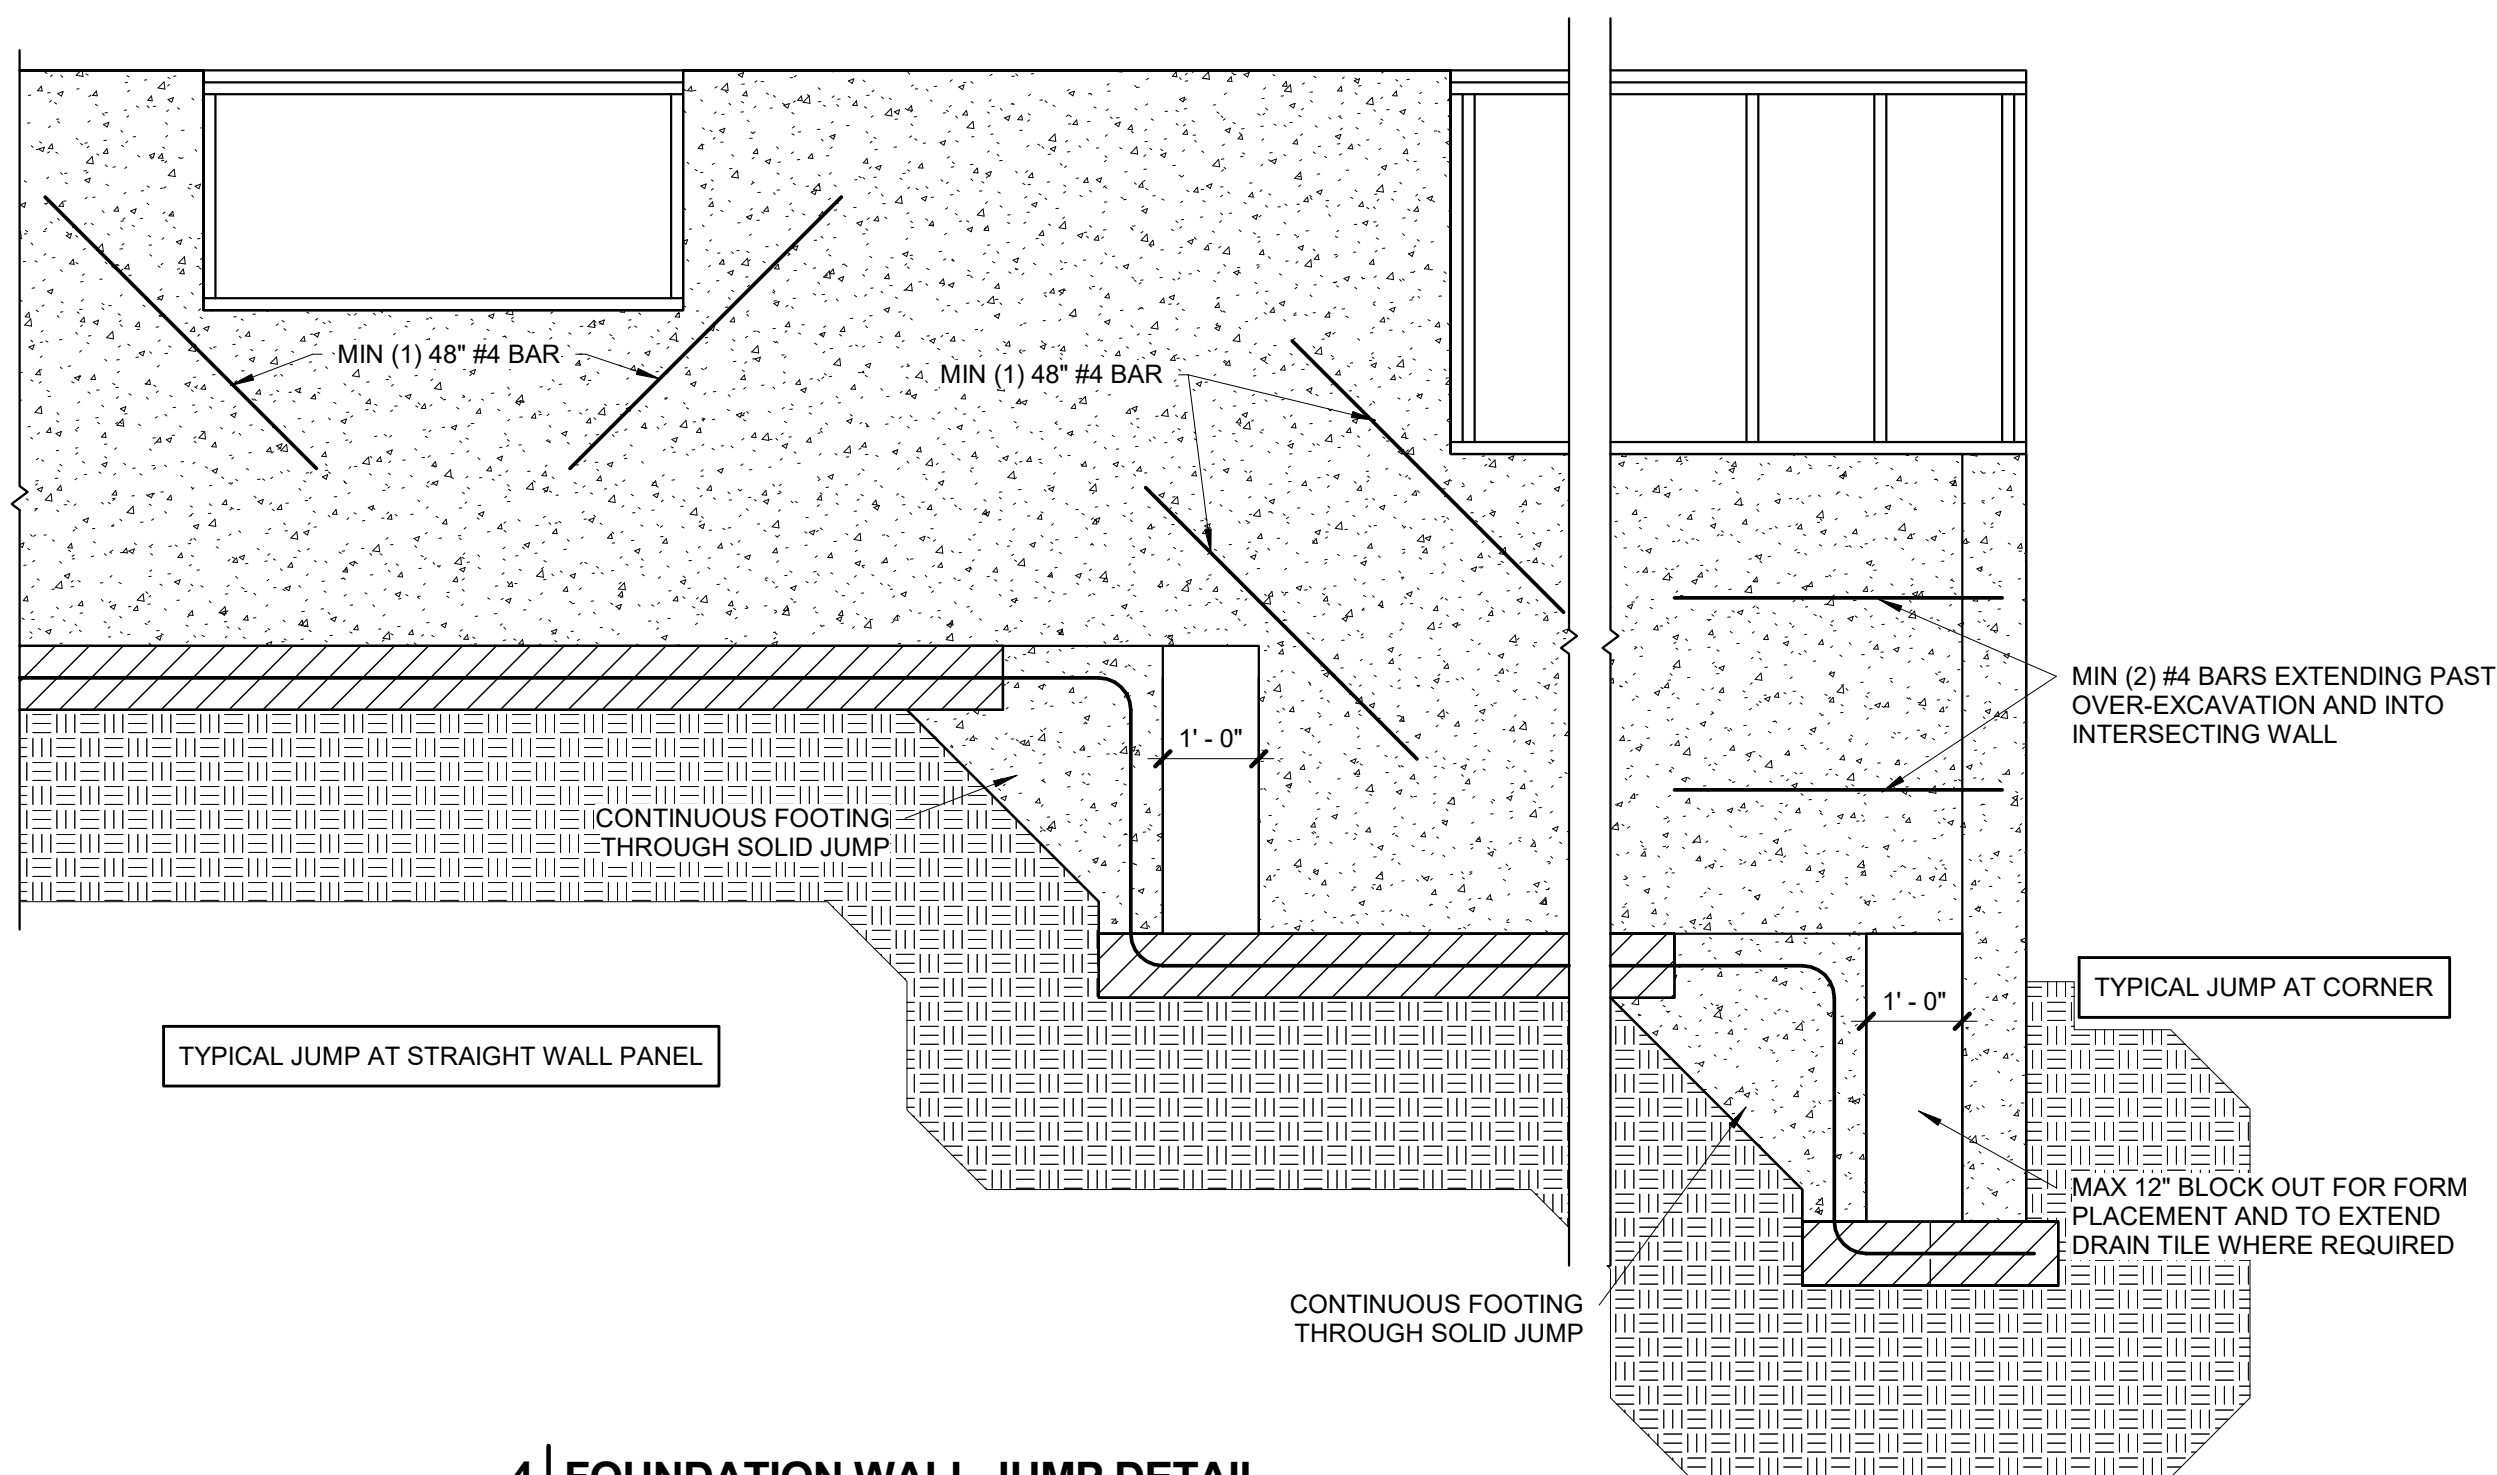 MIN (1) 48" #4 BAR
MIN (1) 48" #4 BAR
MIN (2) #4 BARS EXTENDING PAST
OVER-EXCAVATION AND INTO
INTERSECTING WALL
1' - 0"
CONTINUOUS FOOTING
THROUGH SOLID JUMP
TYPICAL JUMP AT CORNER
1' - 0"
TYPICAL JUMP AT STRAIGHT WALL PANEL
MAX 12" BLOCK OUT FOR FORM
PLACEMENT AND TO EXTEND
DRAIN TILE WHERE REQUIRED
CONTINUOUS FOOTING
THROUGH SOLID JUMP
4 FOUNDATION WALL JUMP DETAIL